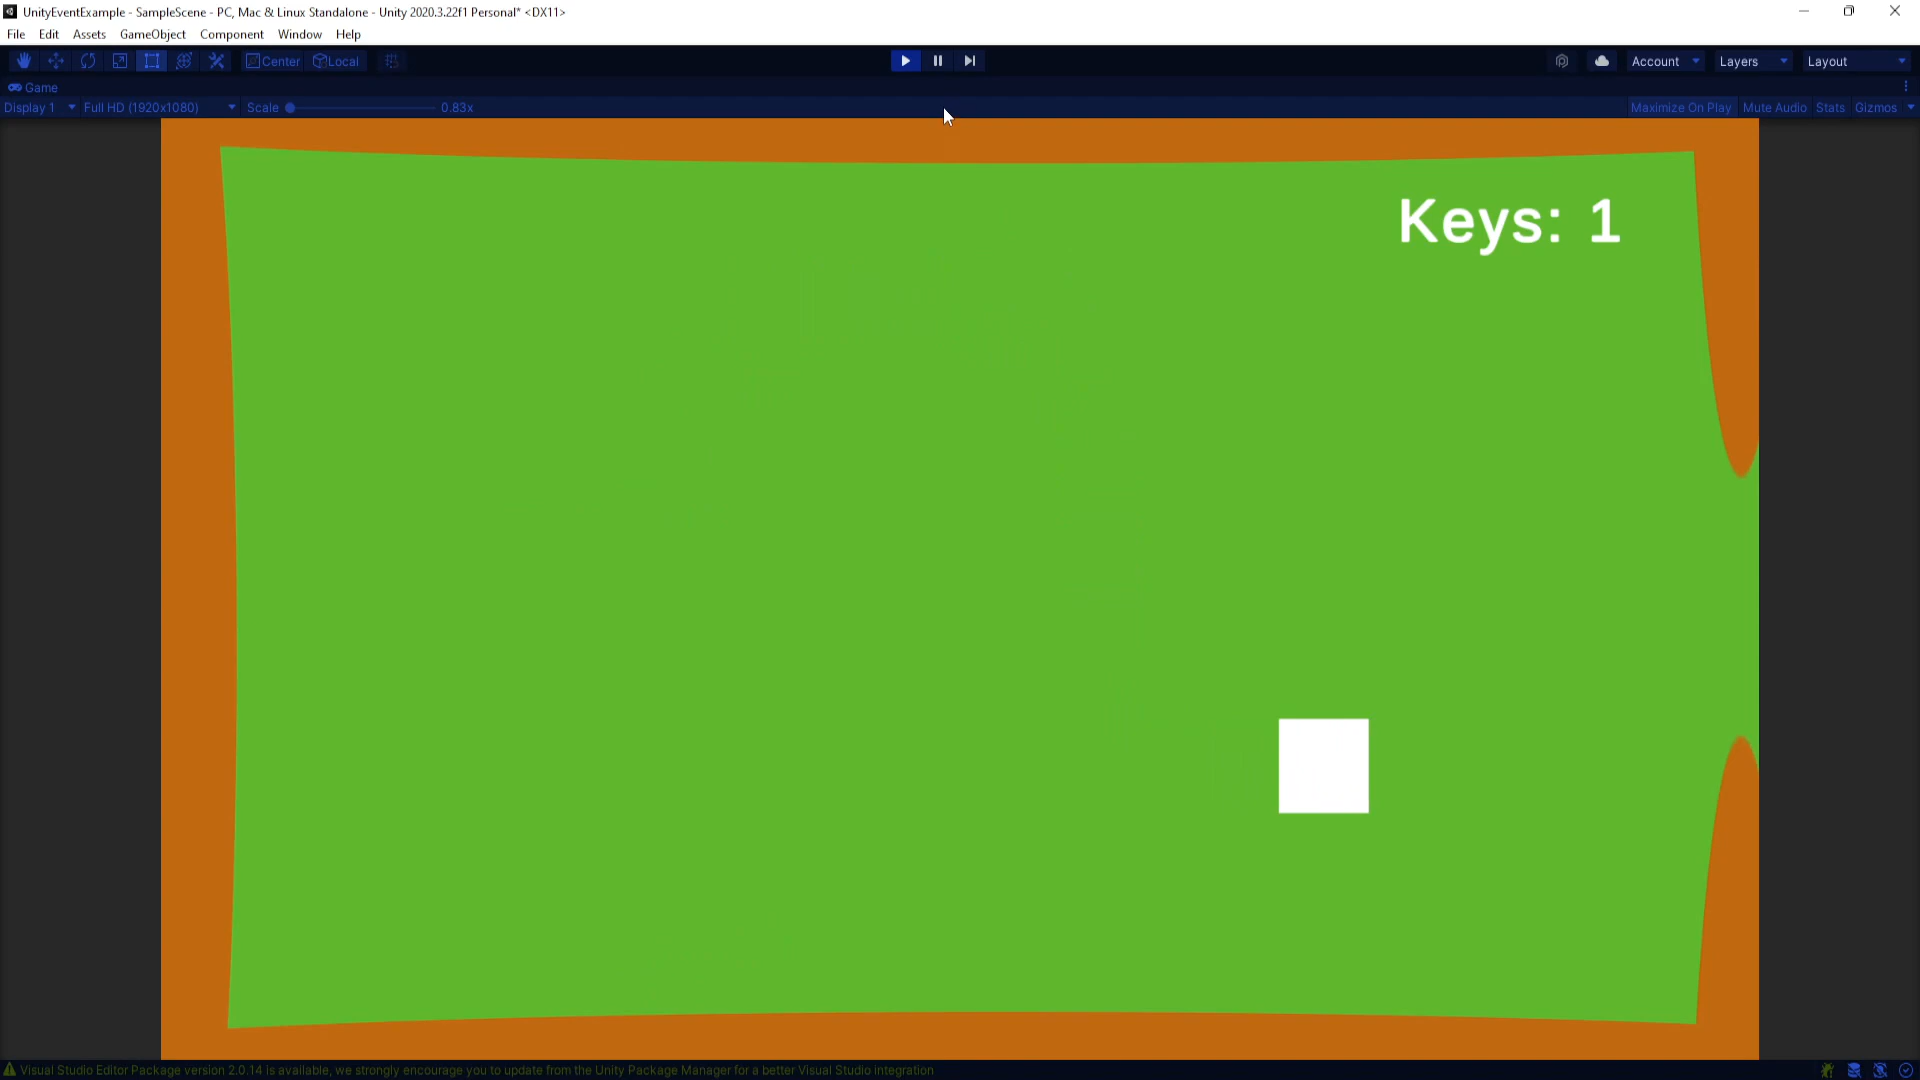 UnityEventExample - SampleScene - PC, Mac & Linux Standalone - Unity 2020.3.22f1 Personal* <DX11>
File Edit Assets GameObject Component Window Help
Center Local Account Layers Layout
Game
Display 1 Full HD (1920x1080) Scale 0.83x Maximize On Play Mute Audio Stats Gizmos
Keys: 1
Visual Studio Editor Package version 2.0.14 is available, we strongly encourage you to update from the Unity Package Manager for a better Visual Studio integration